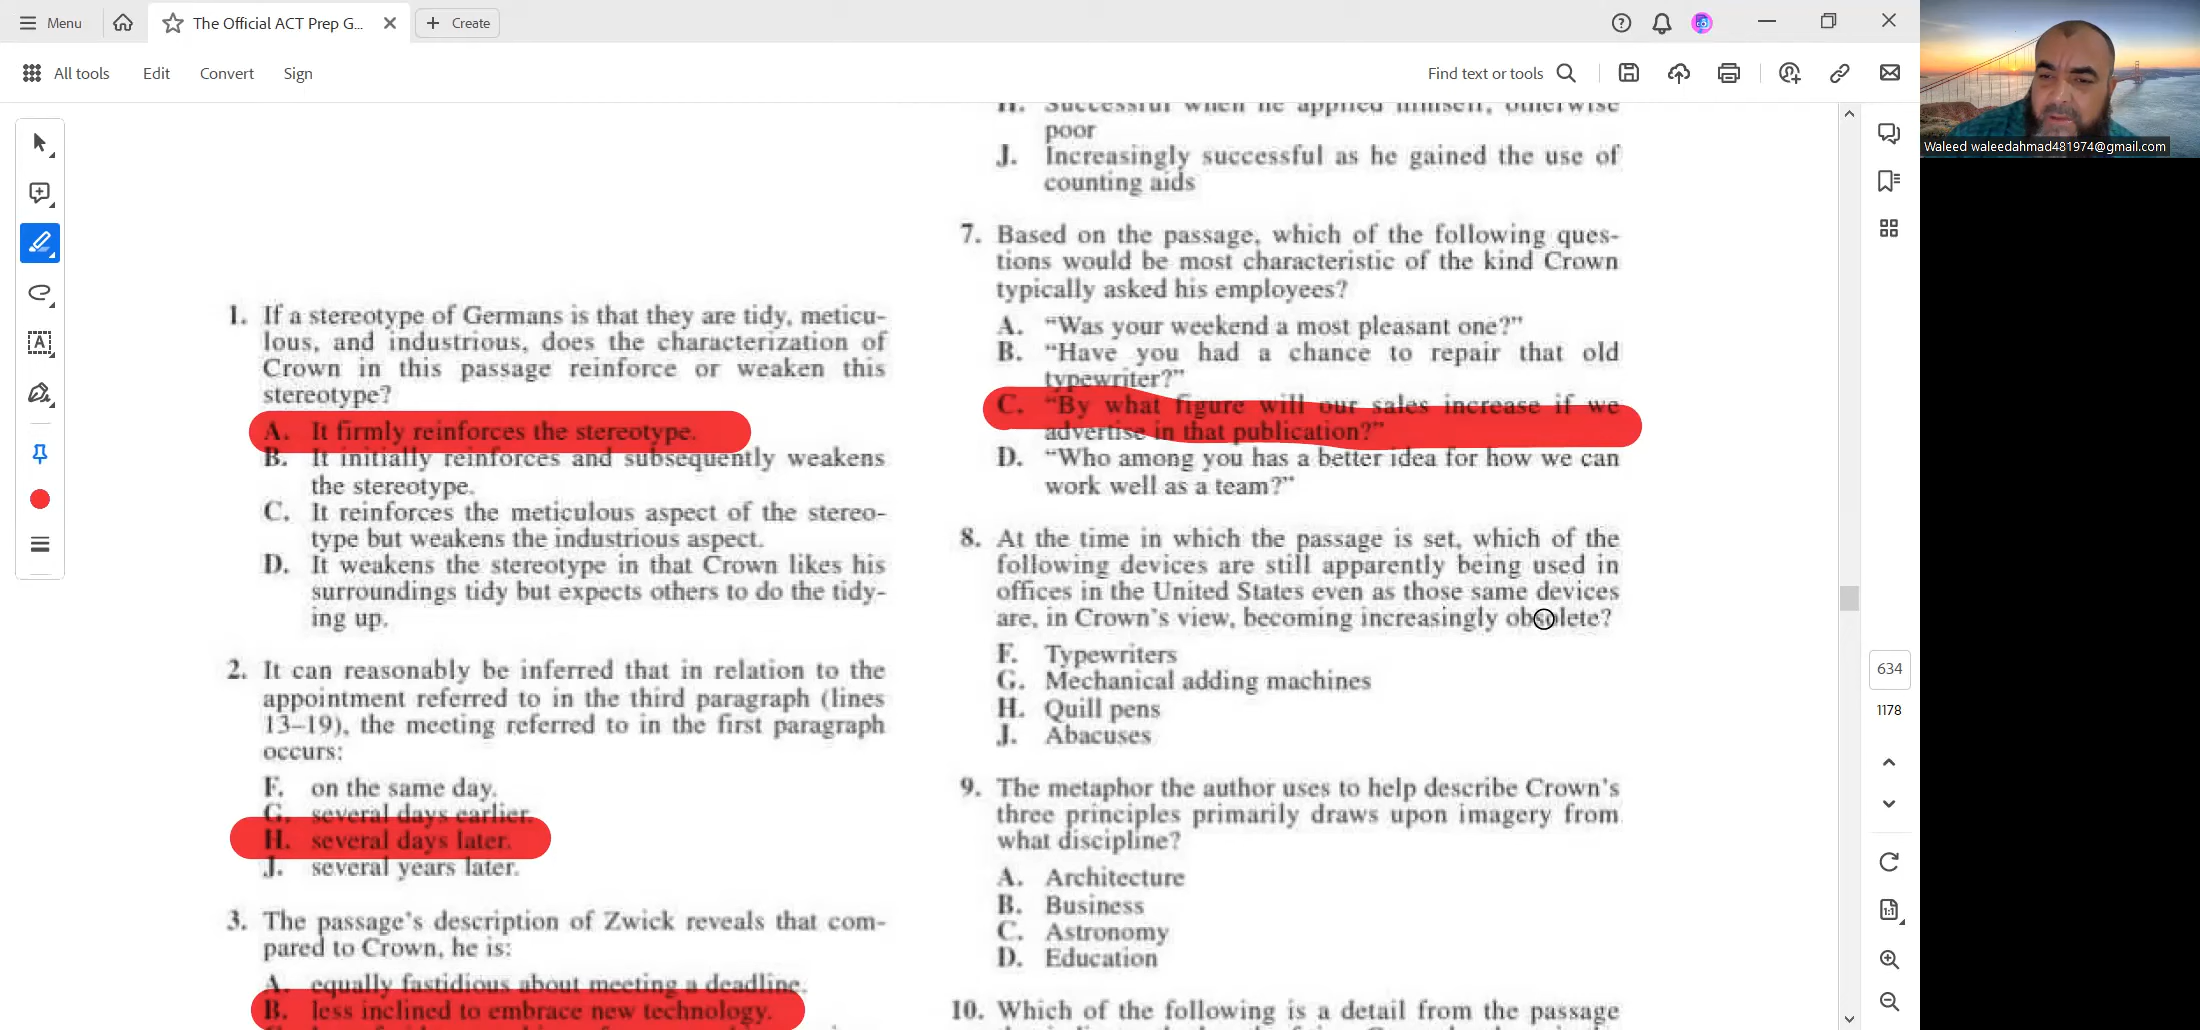 Menu
The Official ACT Prep G...
Create
All tools
Edit
Convert
Sign
Find text or tools
Waleed waleedahmad481974@gmail.com
1. If a stereotype of Germans is that they are tidy, meticu-
lous, and industrious, does the characterization of
Crown in this passage reinforce or weaken this
stereotype?
A. It firmly reinforces the stereotype.
B. It initially reinforces and subsequently weakens
the stereotype.
C. It reinforces the meticulous aspect of the stereo-
type but weakens the industrious aspect.
D. It weakens the stereotype in that Crown likes his
surroundings tidy but expects others to do the tidy-
ing up.
2. It can reasonably be inferred that in relation to the
appointment referred to in the third paragraph (lines
13–19), the meeting referred to in the first paragraph
occurs:
F. on the same day.
G. several days earlier.
H. several days later.
J. several years later.
3. The passage's description of Zwick reveals that com-
pared to Crown, he is:
A. equally fastidious about meeting a deadline.
B. less inclined to embrace new technology.
H. Successful when he applied himself, otherwise
poor
J. Increasingly successful as he gained the use of
counting aids
7. Based on the passage, which of the following ques-
tions would be most characteristic of the kind Crown
typically asked his employees?
A. “Was your weekend a most pleasant one?”
B. “Have you had a chance to repair that old
typewriter?”
C. “By what figure will our sales increase if we
advertise in that publication?”
D. “Who among you has a better idea for how we can
work well as a team?”
8. At the time in which the passage is set, which of the
following devices are still apparently being used in
offices in the United States even as those same devices
are, in Crown's view, becoming increasingly obsolete?
F. Typewriters
G. Mechanical adding machines
H. Quill pens
J. Abacuses
9. The metaphor the author uses to help describe Crown's
three principles primarily draws upon imagery from
what discipline?
A. Architecture
B. Business
C. Astronomy
D. Education
10. Which of the following is a detail from the passage
634
1178